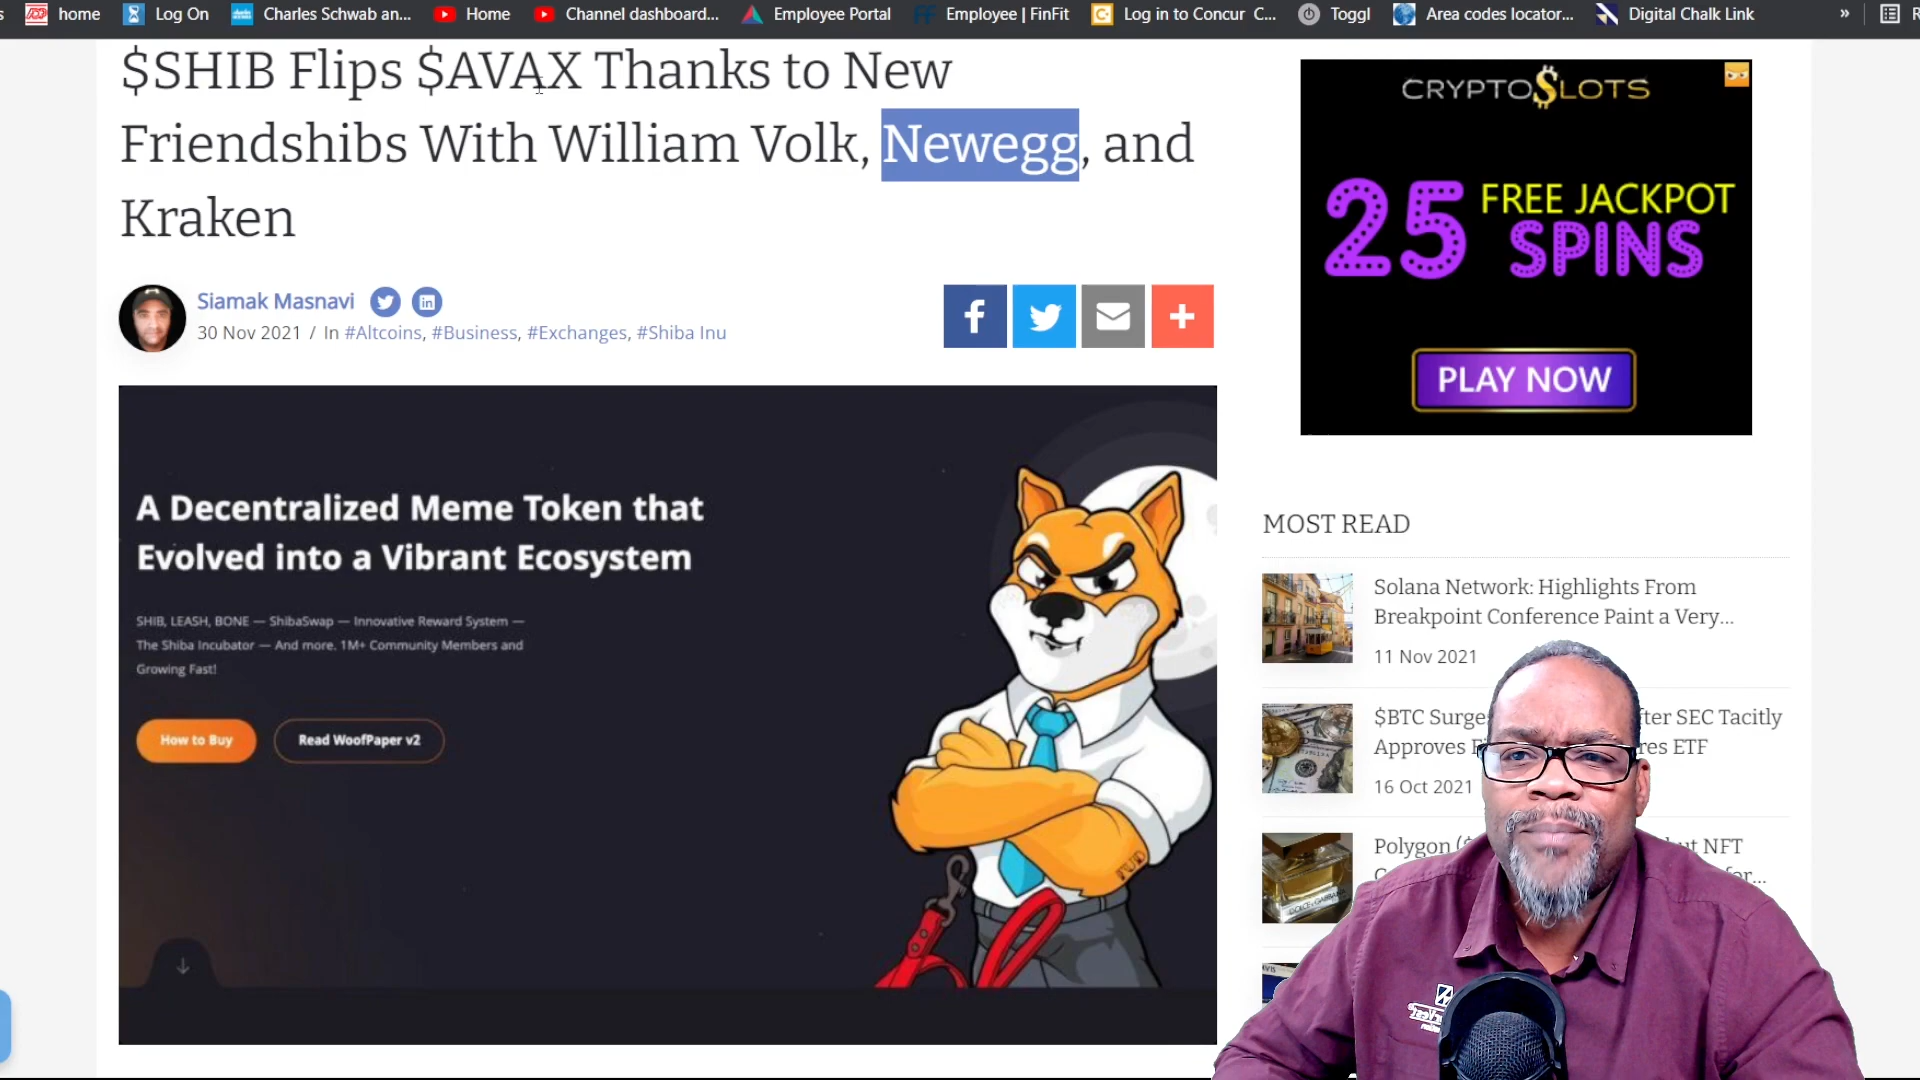 home Log On Charles Schwab an... Home Channel dashboard... Employee Portal Employee | FinFit Log in to Concur C... Toggl Area codes locator... Digital Chalk Link »
$SHIB Flips $AVAX Thanks to New
Friendshibs With William Volk, Newegg, and
Kraken
Siamak Masnavi
30 Nov 2021 / In #Altcoins, #Business, #Exchanges, #Shiba Inu
A Decentralized Meme Token that
Evolved into a Vibrant Ecosystem
SHIB, LEASH, BONE — ShibaSwap — Innovative Reward System —
The Shiba Incubator — And more. 1M+ Community Members and
Growing Fast!
How to Buy
Read WoofPaper v2
FUD
CRYPTO$LOTS
25 FREE JACKPOT
SPINS
PLAY NOW
MOST READ
Solana Network: Highlights From
Breakpoint Conference Paint a Very...
11 Nov 2021
$BTC Surge ter SEC Tacitly
Approves res ETF
16 Oct 2021
Polygon ($ ut NFT
DOLCE & GABBANA